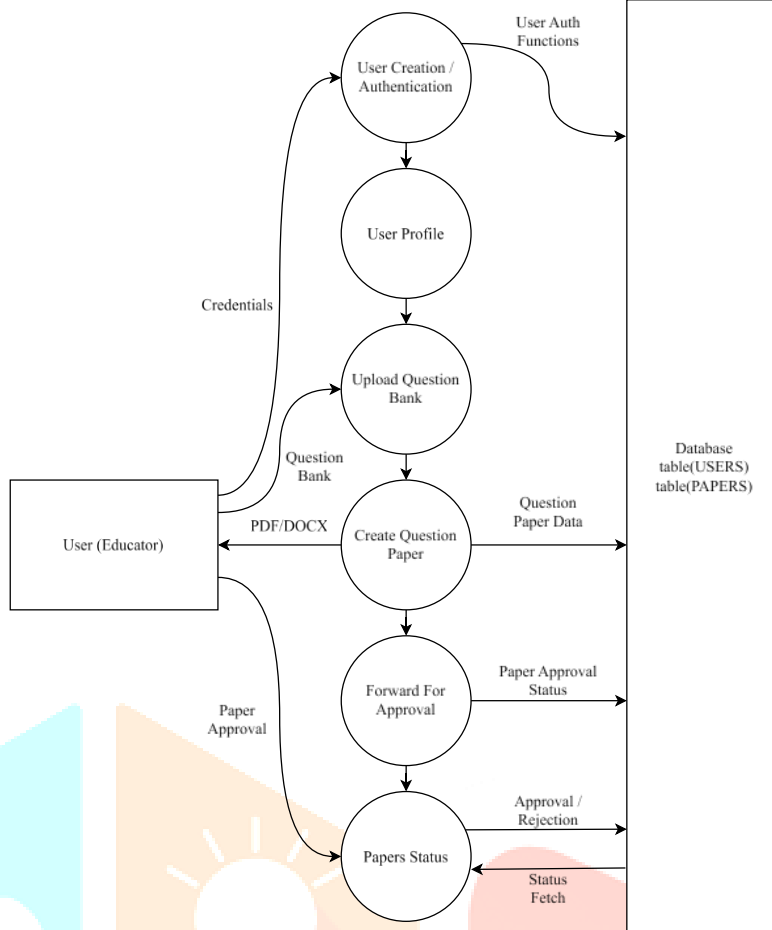 User Auth
Functions
User Creation /
Authentication
User Profile
Credentials
Upload Question
Bank
Question
Bank
Database
table(USERS)
table(PAPERS)
User (Educator)
PDF/DOCX
Create Question
Paper
Question
Paper Data
Forward For
Approval
Paper Approval
Status
Paper
Approval
Papers Status
Approval /
Rejection
Status
Fetch